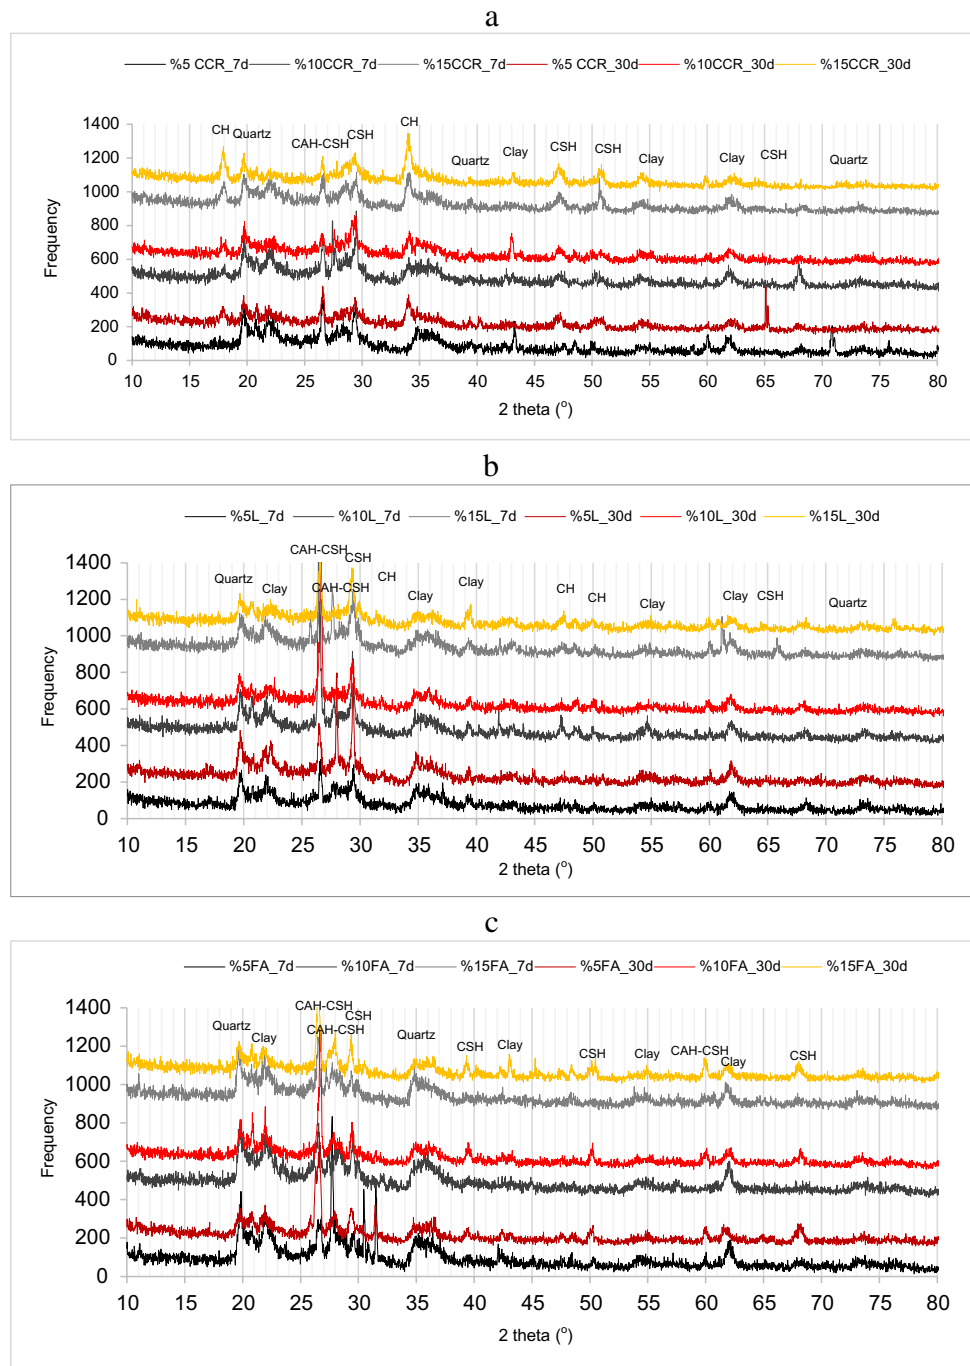 a
%5 CCR_7d %10CCR_7d %15CCR_7d %5 CCR_30d %10CCR_30d %15CCR_30d
CH Quartz CAH-CSH CSH CH Quartz Clay CSH CSH Clay Clay CSH Quartz
1400
1200
1000
800
600
400
200
0
Frequency
10 15 20 25 30 35 40 45 50 55 60 65 70 75 80
2 theta (o)
b
%5L_7d %10L_7d %15L_7d %5L_30d %10L_30d %15L_30d
CAH-CSH CSH
Quartz Clay CAH-CSH CH Clay Clay CH CH Clay Clay CSH Quartz
1400
1200
1000
800
600
400
200
0
Frequency
10 15 20 25 30 35 40 45 50 55 60 65 70 75 80
2 theta (o)
c
%5FA_7d %10FA_7d %15FA_7d %5FA_30d %10FA_30d %15FA_30d
CAH-CSH CSH
Quartz Clay CAH-CSH Quartz CSH Clay CSH Clay CAH-CSH Clay CSH
1400
1200
1000
800
600
400
200
0
Frequency
10 15 20 25 30 35 40 45 50 55 60 65 70 75 80
2 theta (o)